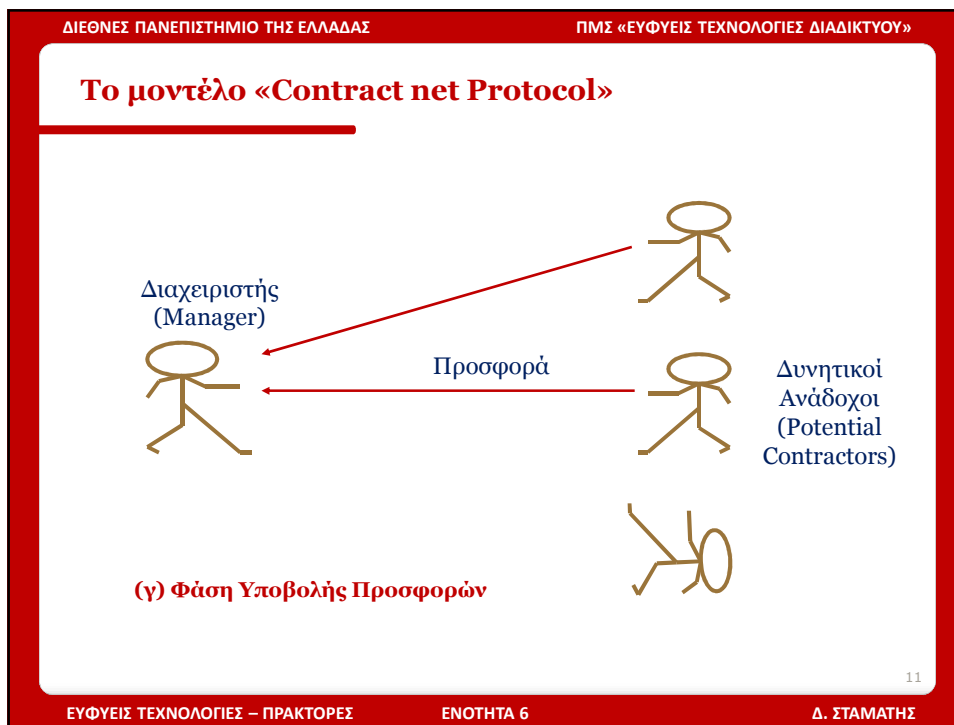 ΔΙΕΘΝΕΣ ΠΑΝΕΠΙΣΤΗΜΙΟ ΤΗΣ ΕΛΛΑΔΑΣ
ΠΜΣ «ΕΥΦΥΕΙΣ ΤΕΧΝΟΛΟΓΙΕΣ ΔΙΑΔΙΚΤΥΟΥ»
Το μοντέλο «Contract net Protocol»
Διαχειριστής
(Manager)
Προσφορά
Δυνητικοί
Ανάδοχοι
(Potential
Contractors)
(γ) Φάση Υποβολής Προσφορών
11
ΕΥΦΥΕΙΣ ΤΕΧΝΟΛΟΓΙΕΣ – ΠΡΑΚΤΟΡΕΣ
ΕΝΟΤΗΤΑ 6
Δ. ΣΤΑΜΑΤΗΣ